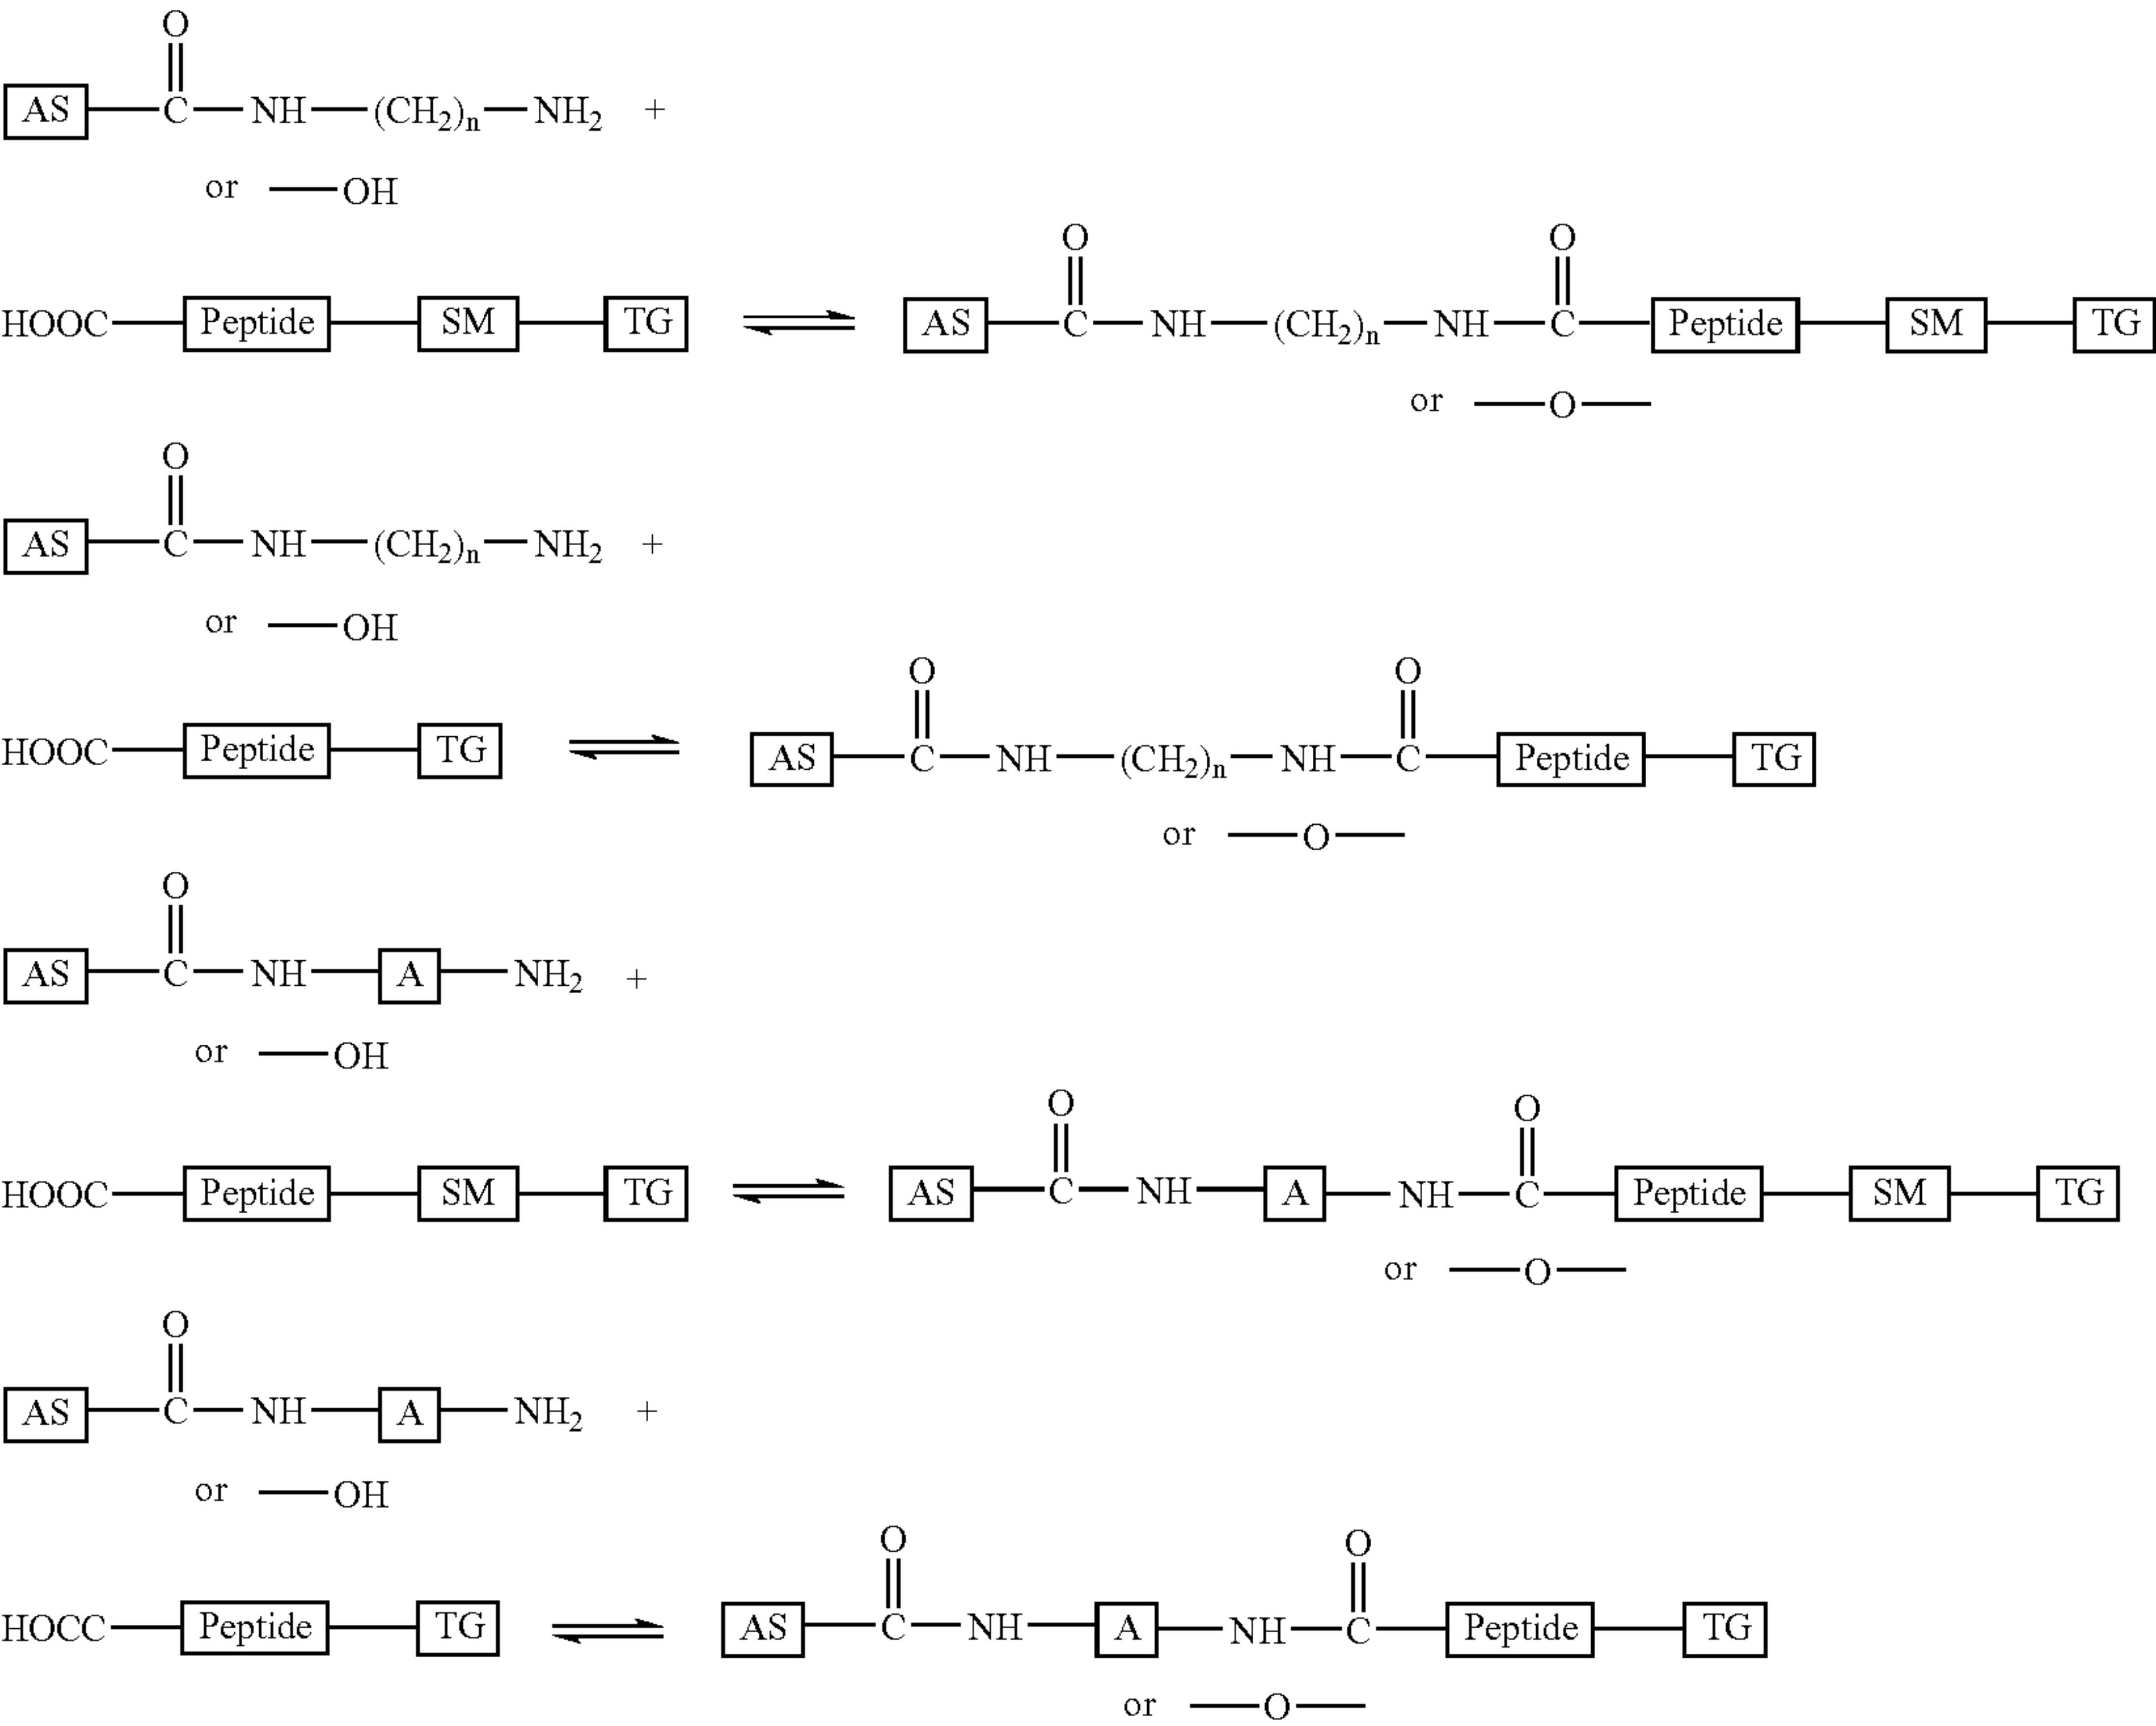 O
AS C NH (CH2)n NH2 +
or OH
O O
HOOC Peptide SM TG AS C NH (CH2)n NH C Peptide SM TG
or O
O
AS C NH (CH2)n NH2 +
or OH
O O
HOOC Peptide TG AS C NH (CH2)n NH C Peptide TG
or O
O
AS C NH A NH2 +
or OH
O O
HOOC Peptide SM TG AS C NH A NH C Peptide SM TG
or O
O
AS C NH A NH2 +
or OH
O O
HOCC Peptide TG AS C NH A NH C Peptide TG
or O